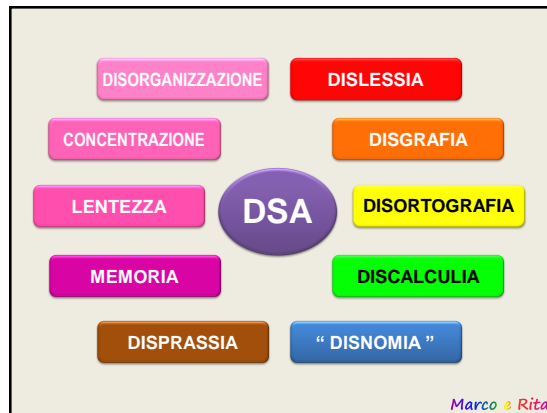 DISORGANIZZAZIONE
DISLESSIA
CONCENTRAZIONE
DISGRAFIA
LENTEZZA
DSA
DISORTOGRAFIA
MEMORIA
DISCALCULIA
DISPRASSIA
“ DISNOMIA ”
Marco e Rita